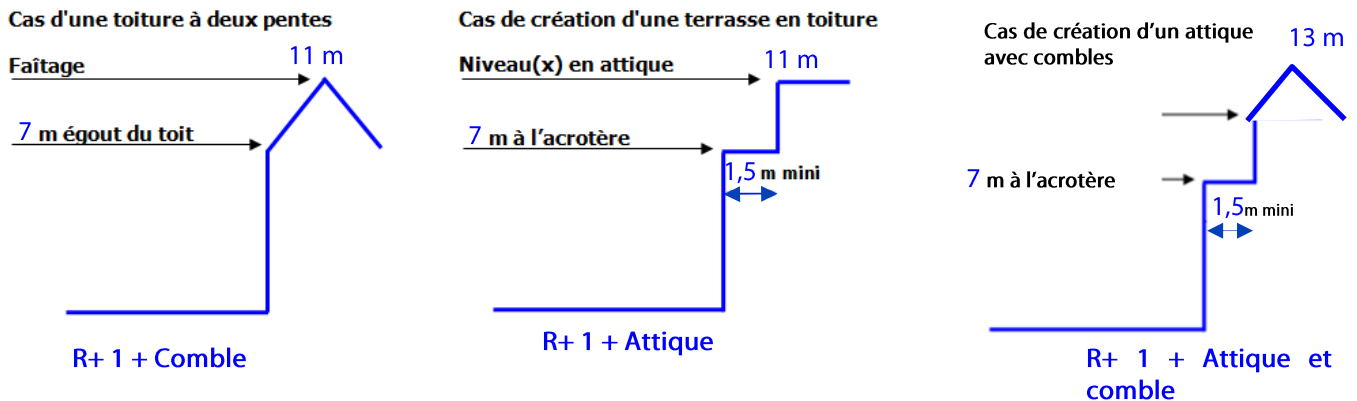 Cas d'une toiture à deux pentes
11 m
Faîtage
7 m égout du toit
R+ 1 + Comble
Cas de création d'une terrasse en toiture
Niveau(x) en attique
11 m
7 m à l'acrotère
1,5 m mini
R+ 1 + Attique
Cas de création d'un attique
avec combles
13 m
7 m à l'acrotère
1,5m mini
R+ 1 + Attique et
comble